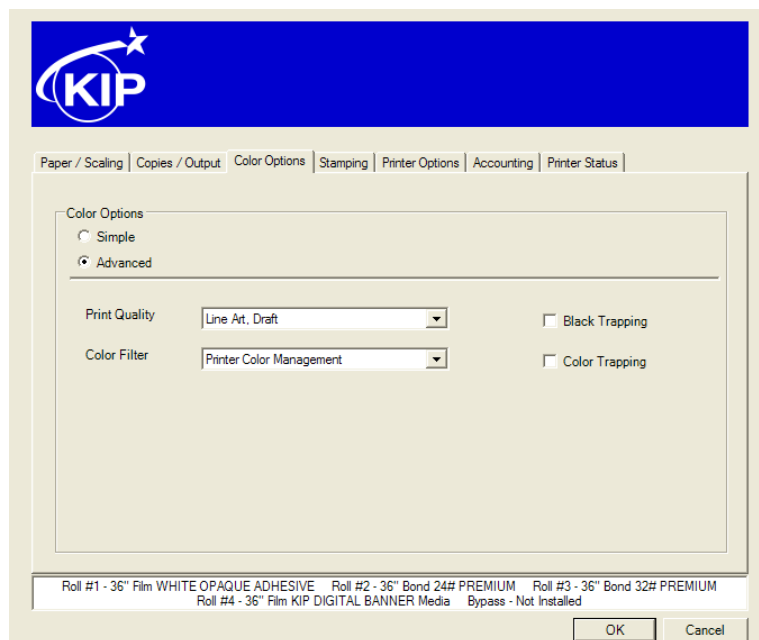 KIP
Paper / Scaling Copies / Output Color Options Stamping Printer Options Accounting Printer Status
Color Options
Simple
Advanced
Print Quality Line Art, Draft Black Trapping
Color Filter Printer Color Management Color Trapping
Roll #1 - 36" Film WHITE OPAQUE ADHESIVE Roll #2 - 36" Bond 24# PREMIUM Roll #3 - 36" Bond 32# PREMIUM
Roll #4 - 36" Film KIP DIGITAL BANNER Media Bypass - Not Installed
OK Cancel